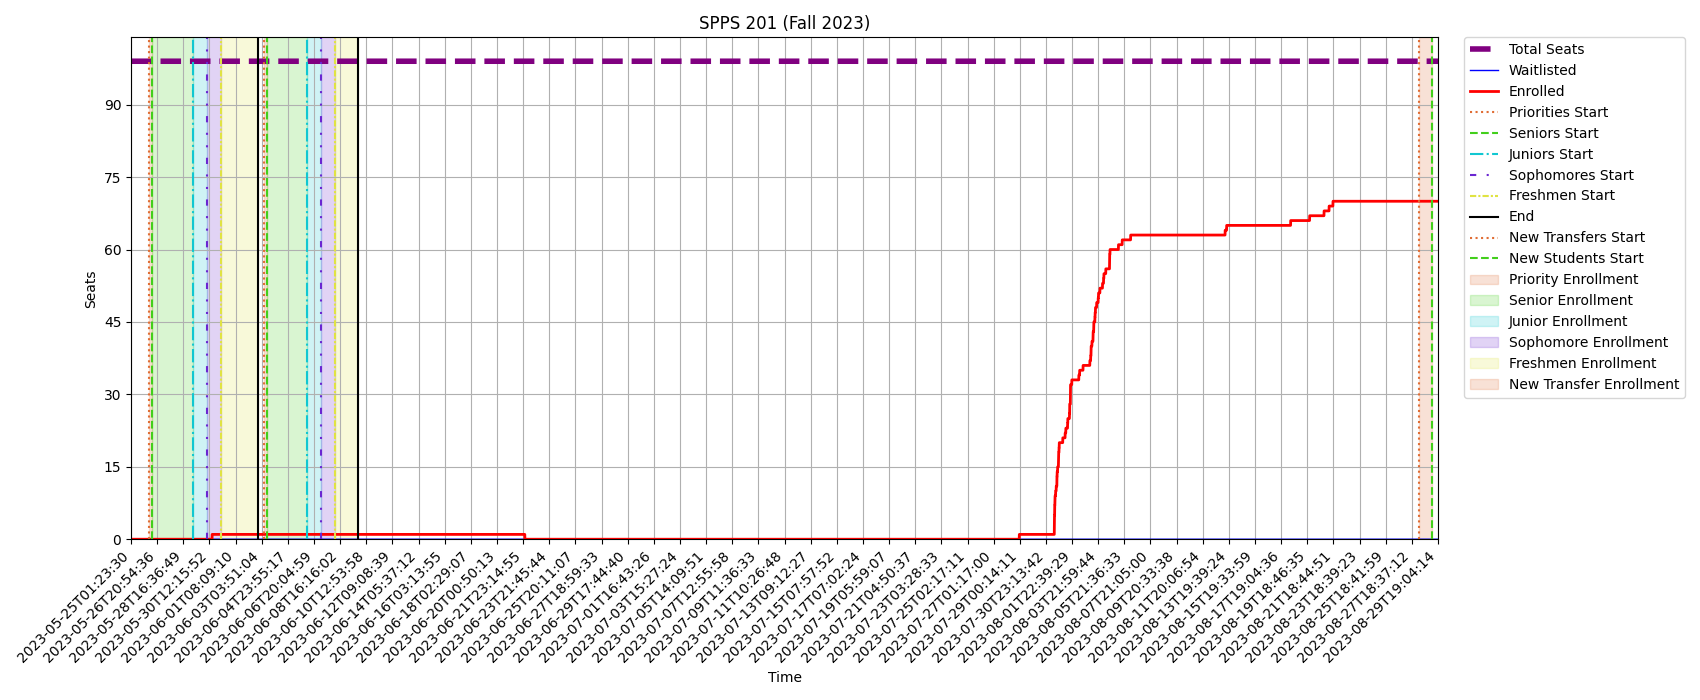 SPPS 201 (Fall 2023)
Seats
90
75
60
45
30
15
0
2023-05-25T01:23:30
2023-05-26T20:54:36
2023-05-28T16:36:49
2023-05-30T12:15:52
2023-06-01T08:09:10
2023-06-03T03:51:04
2023-06-04T23:55:17
2023-06-06T20:04:59
2023-06-08T16:16:02
2023-06-10T12:53:58
2023-06-12T09:08:39
2023-06-14T05:37:12
2023-06-16T03:13:55
2023-06-18T02:29:07
2023-06-20T00:50:13
2023-06-21T23:14:55
2023-06-23T21:45:44
2023-06-25T20:11:07
2023-06-27T18:59:33
2023-06-29T17:44:40
2023-07-01T16:43:26
2023-07-03T15:27:24
2023-07-05T14:09:51
2023-07-07T12:55:58
2023-07-09T11:36:33
2023-07-11T10:26:48
2023-07-13T09:12:27
2023-07-15T07:57:52
2023-07-17T07:02:24
2023-07-19T05:59:07
2023-07-21T04:50:37
2023-07-23T03:28:33
2023-07-25T02:17:11
2023-07-27T01:17:00
2023-07-29T00:14:11
2023-07-30T23:13:42
2023-08-01T22:39:29
2023-08-03T21:59:44
2023-08-05T21:36:33
2023-08-07T21:05:00
2023-08-09T20:33:38
2023-08-11T20:06:54
2023-08-13T19:39:24
2023-08-15T19:33:59
2023-08-17T19:04:36
2023-08-19T18:46:35
2023-08-21T18:44:51
2023-08-23T18:39:23
2023-08-25T18:41:59
2023-08-27T18:37:12
2023-08-29T19:04:14
Time
Total Seats
Waitlisted
Enrolled
Priorities Start
Seniors Start
Juniors Start
Sophomores Start
Freshmen Start
End
New Transfers Start
New Students Start
Priority Enrollment
Senior Enrollment
Junior Enrollment
Sophomore Enrollment
Freshmen Enrollment
New Transfer Enrollment